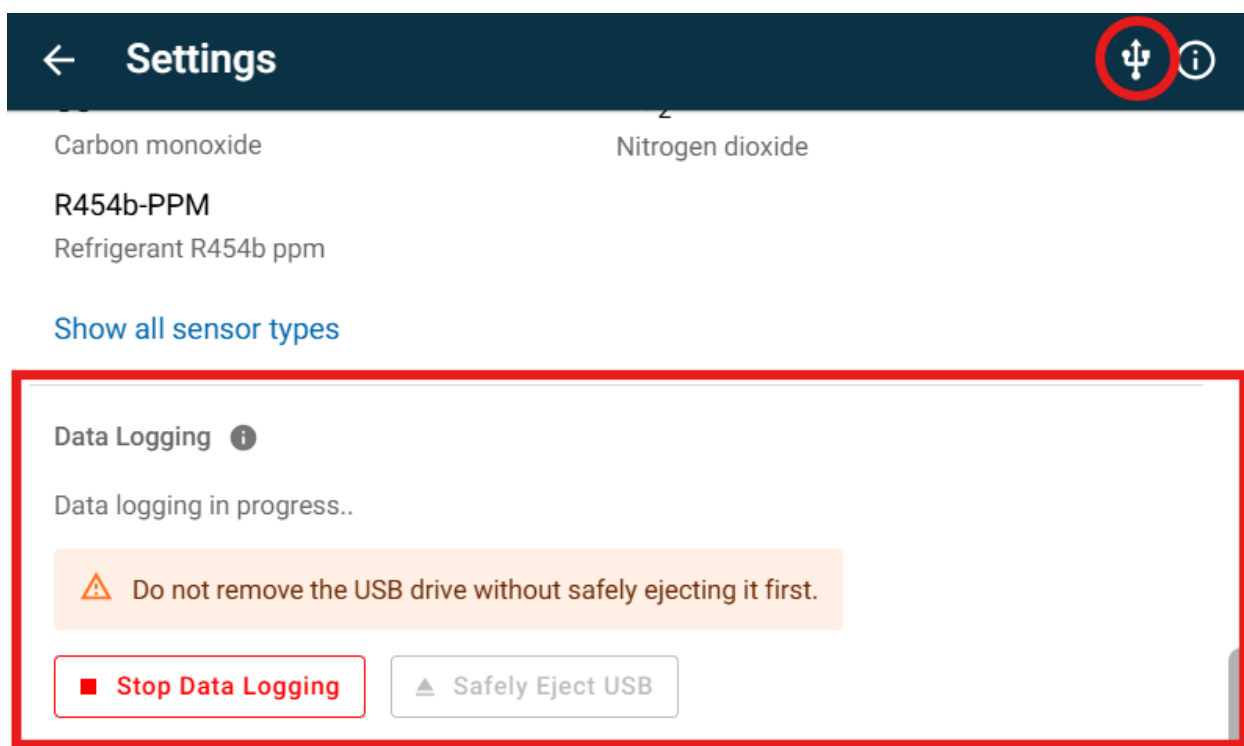 Settings
Carbon monoxide
Nitrogen dioxide
R454b-PPM
Refrigerant R454b ppm
Show all sensor types
Data Logging
Data logging in progress..
Do not remove the USB drive without safely ejecting it first.
Stop Data Logging
Safely Eject USB